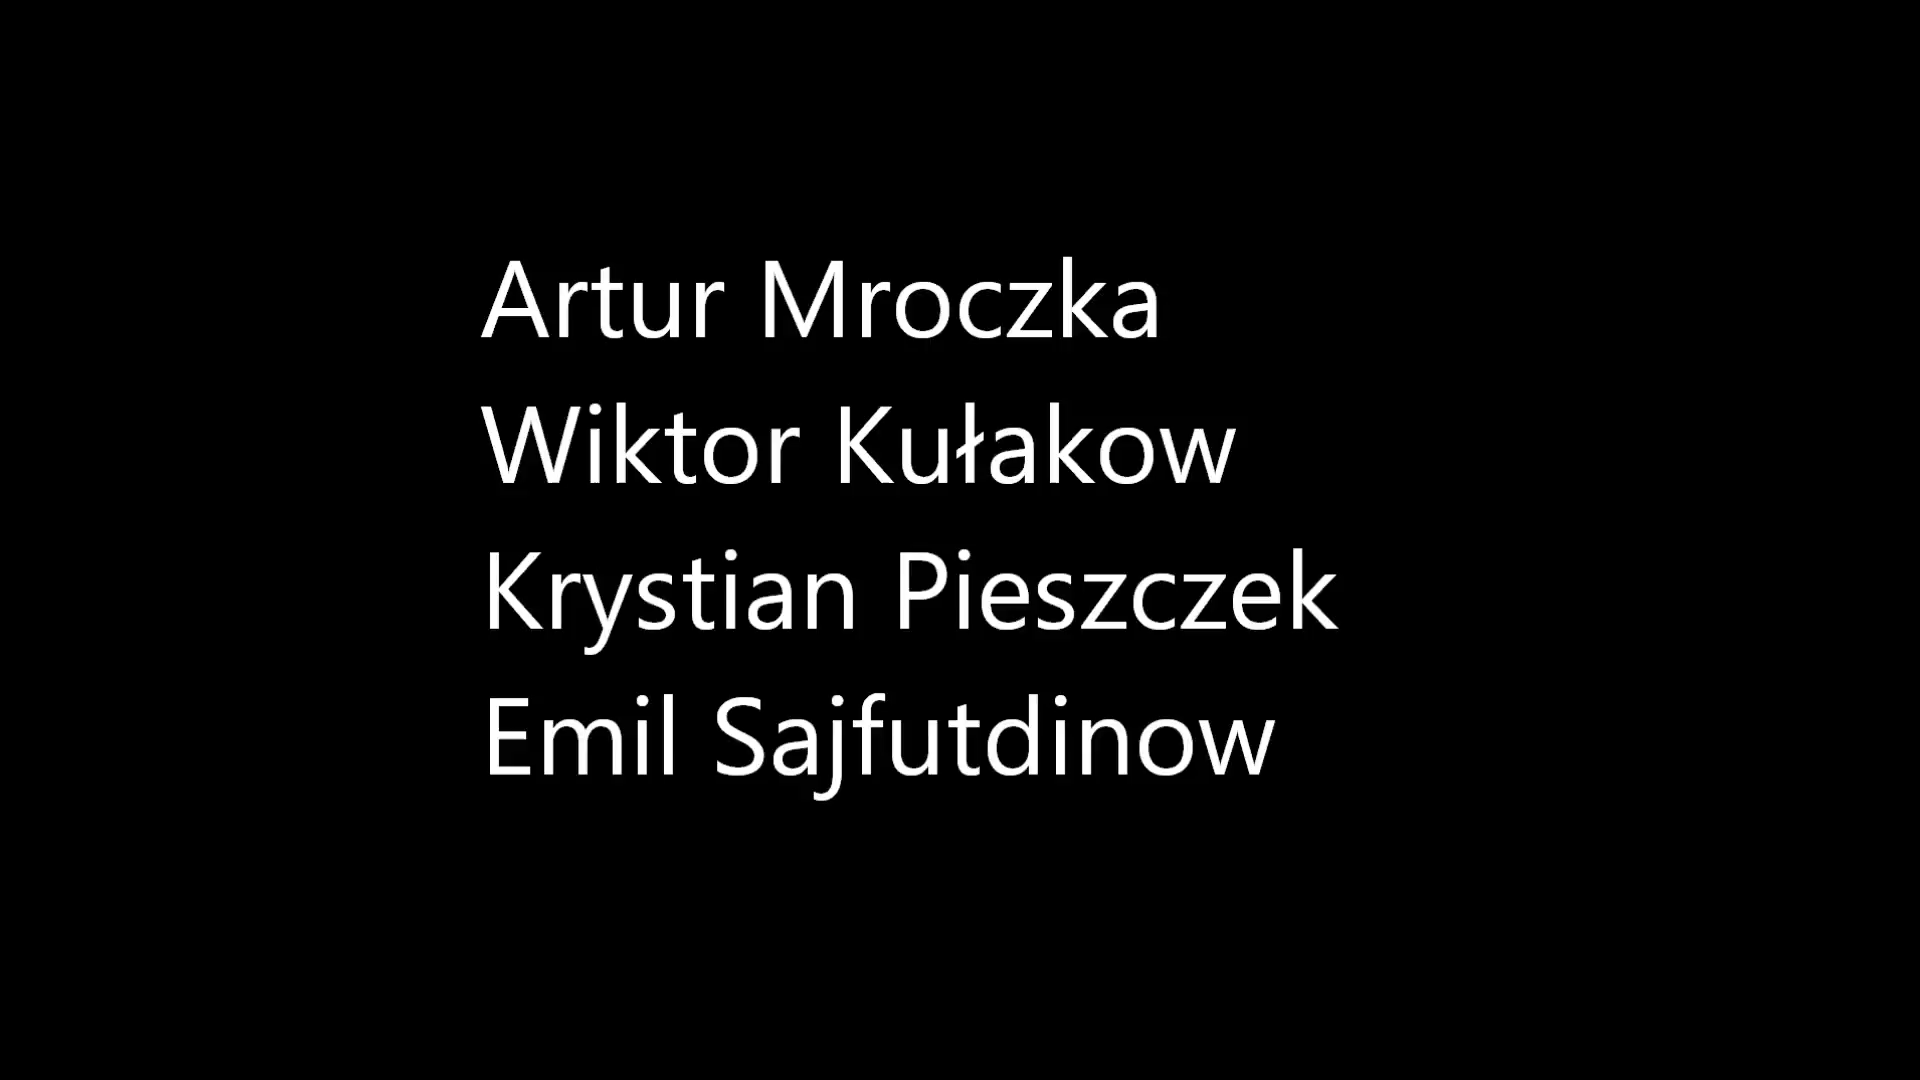 Artur Mroczka
Wiktor Kułakow
Krystian Pieszczek
Emil Sajfutdinow